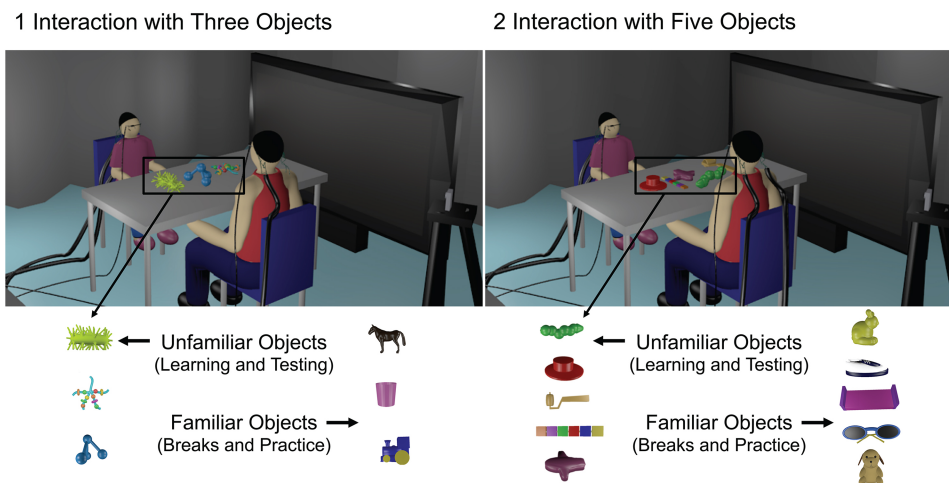 1 Interaction with Three Objects
2 Interaction with Five Objects
Unfamiliar Objects
(Learning and Testing)
Familiar Objects
(Breaks and Practice)
Unfamiliar Objects
(Learning and Testing)
Familiar Objects
(Breaks and Practice)